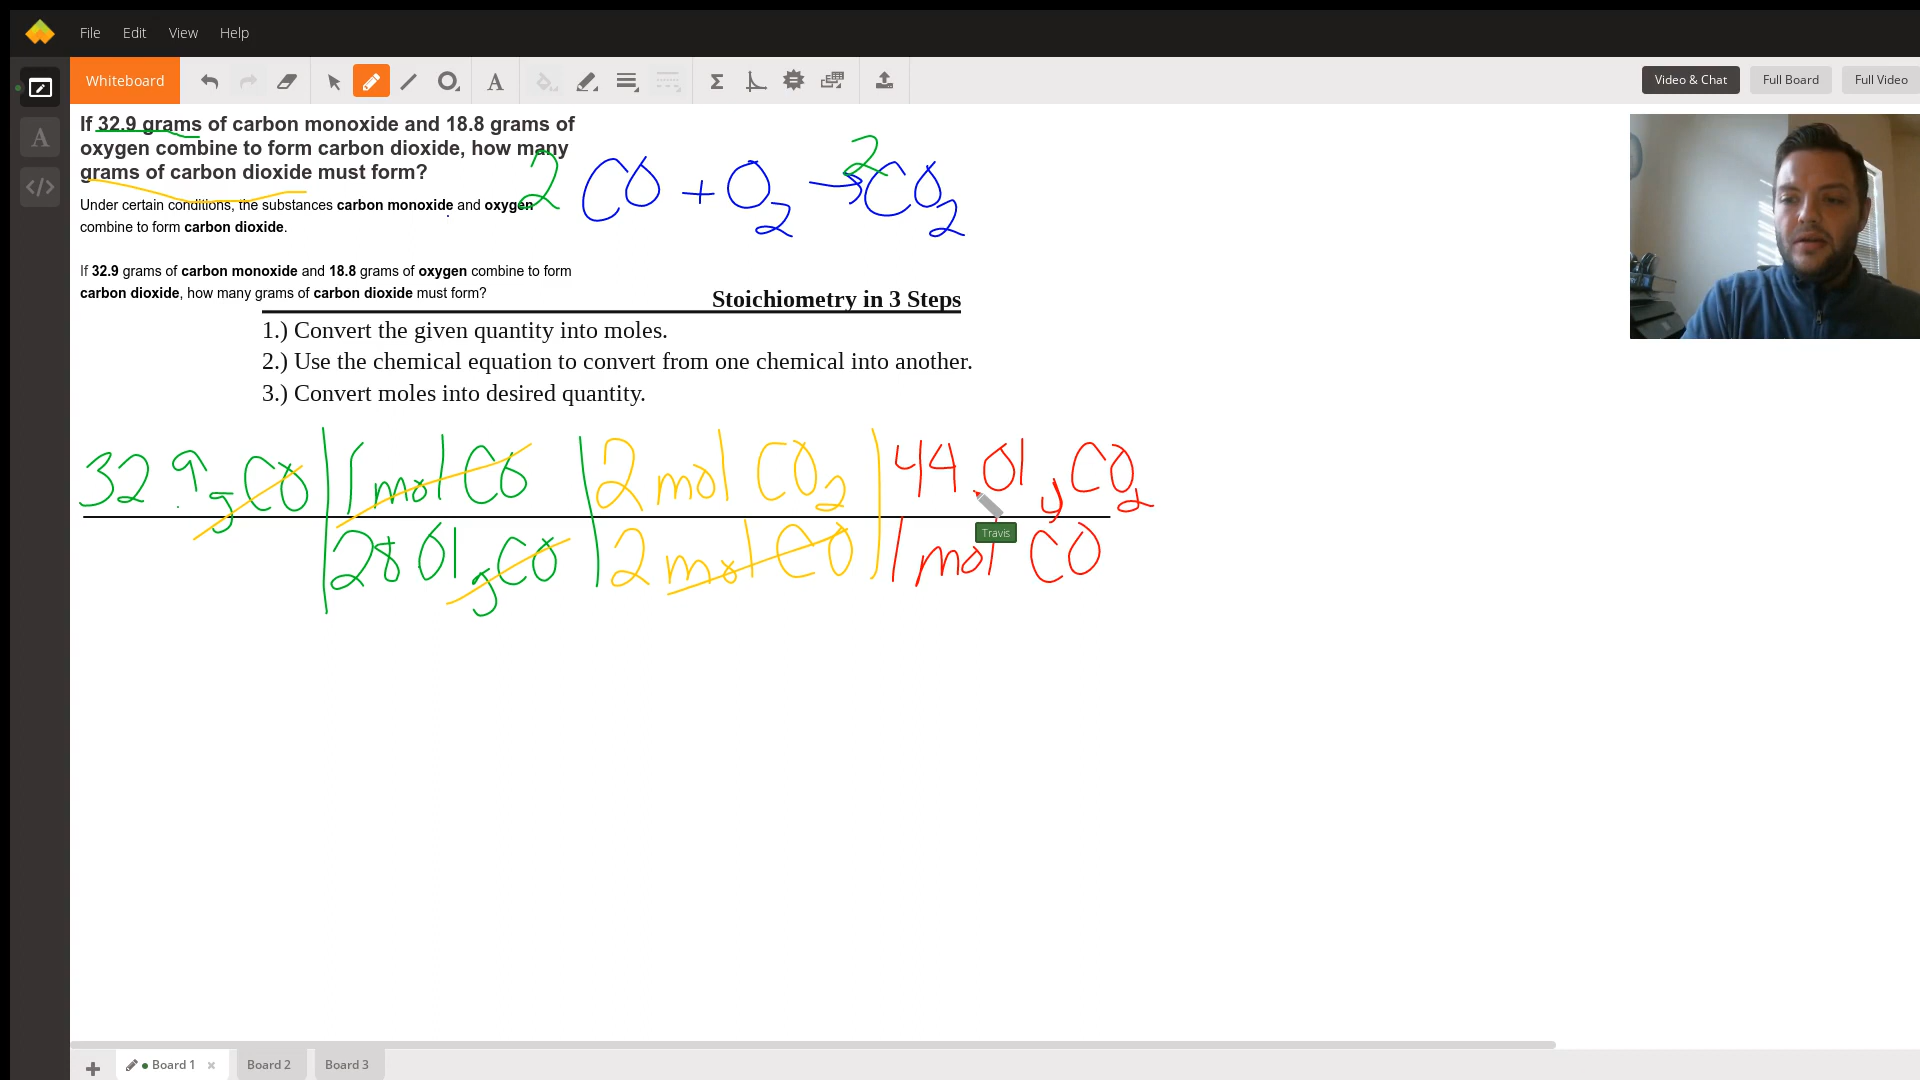 File Edit View Help
Whiteboard
Video & Chat Full Board Full Video
If 32.9 grams of carbon monoxide and 18.8 grams of
oxygen combine to form carbon dioxide, how many
grams of carbon dioxide must form?
2 CO + O2 → 2 CO2
Under certain conditions, the substances carbon monoxide and oxygen
combine to form carbon dioxide.
If 32.9 grams of carbon monoxide and 18.8 grams of oxygen combine to form
carbon dioxide, how many grams of carbon dioxide must form?
Stoichiometry in 3 Steps
1.) Convert the given quantity into moles.
2.) Use the chemical equation to convert from one chemical into another.
3.) Convert moles into desired quantity.
32.9 g CO | 1 mol CO | 2 mol CO2 | 44.01 g CO2
28 01 g CO | 2 mol CO | 1 mol CO
Travis
Board 1 Board 2 Board 3